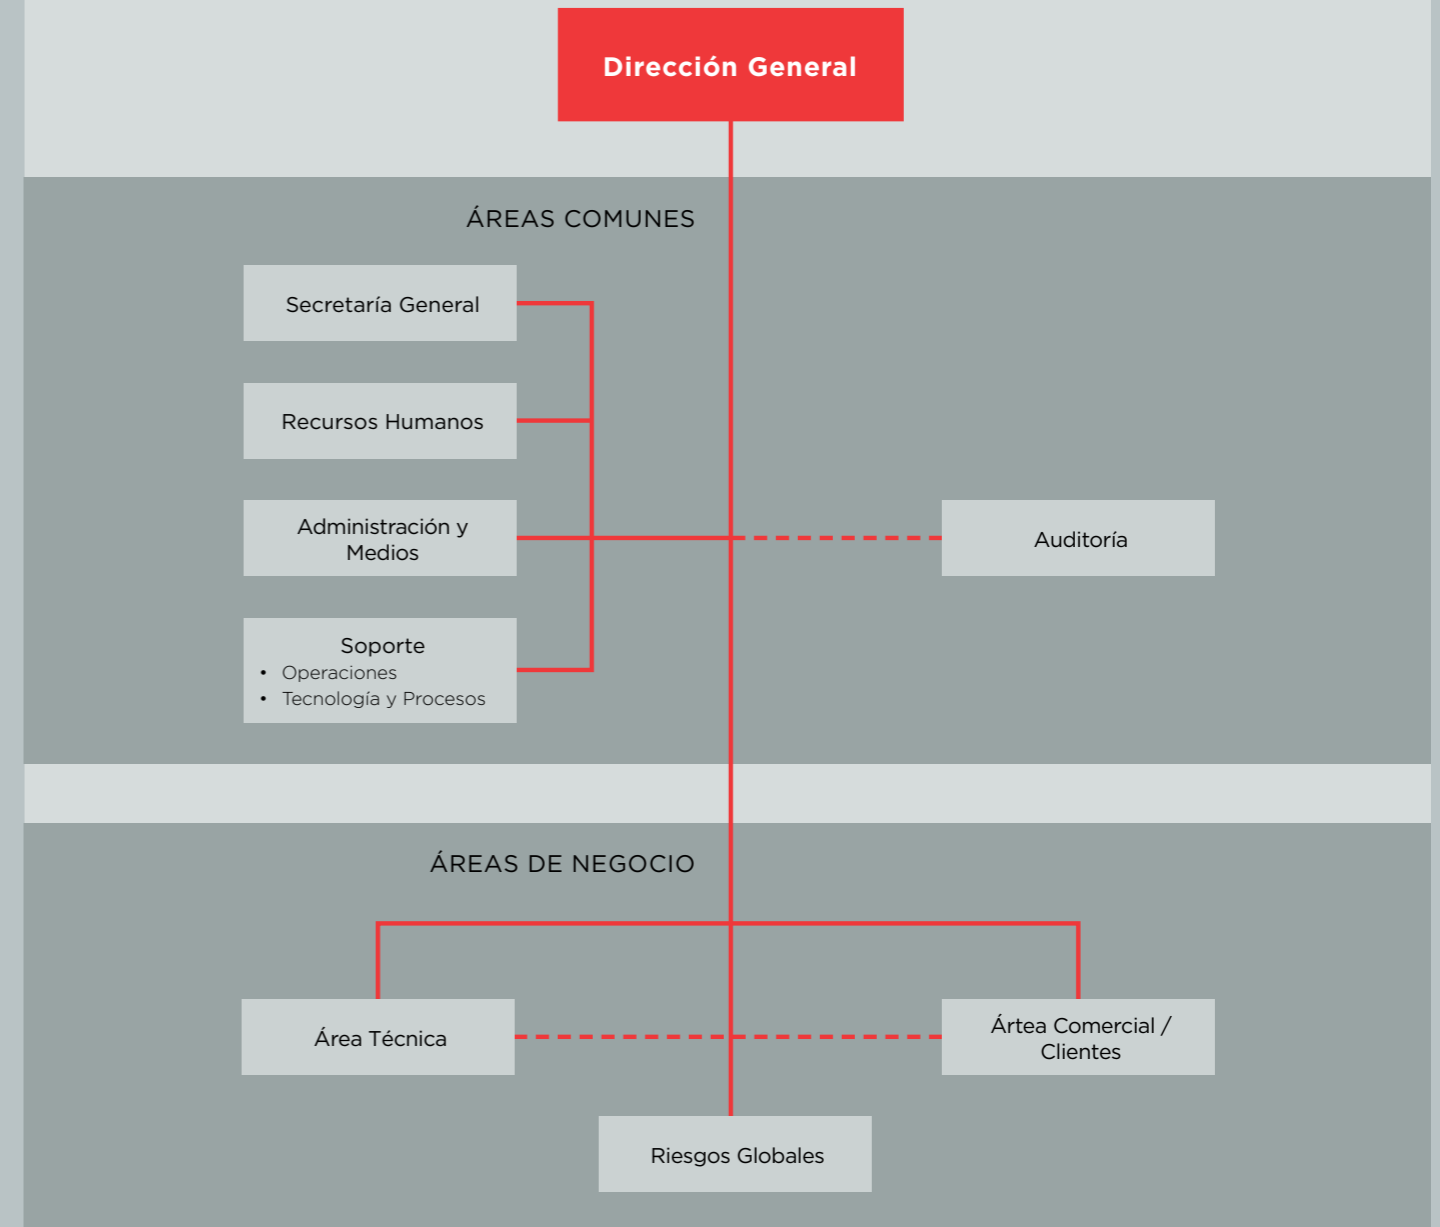 Dirección General
ÁREAS COMUNES
Secretaría General
Recursos Humanos
Administración y
Medios
Auditoría
Soporte
• Operaciones
• Tecnología y Procesos
ÁREAS DE NEGOCIO
Área Técnica
Ártea Comercial /
Clientes
Riesgos Globales